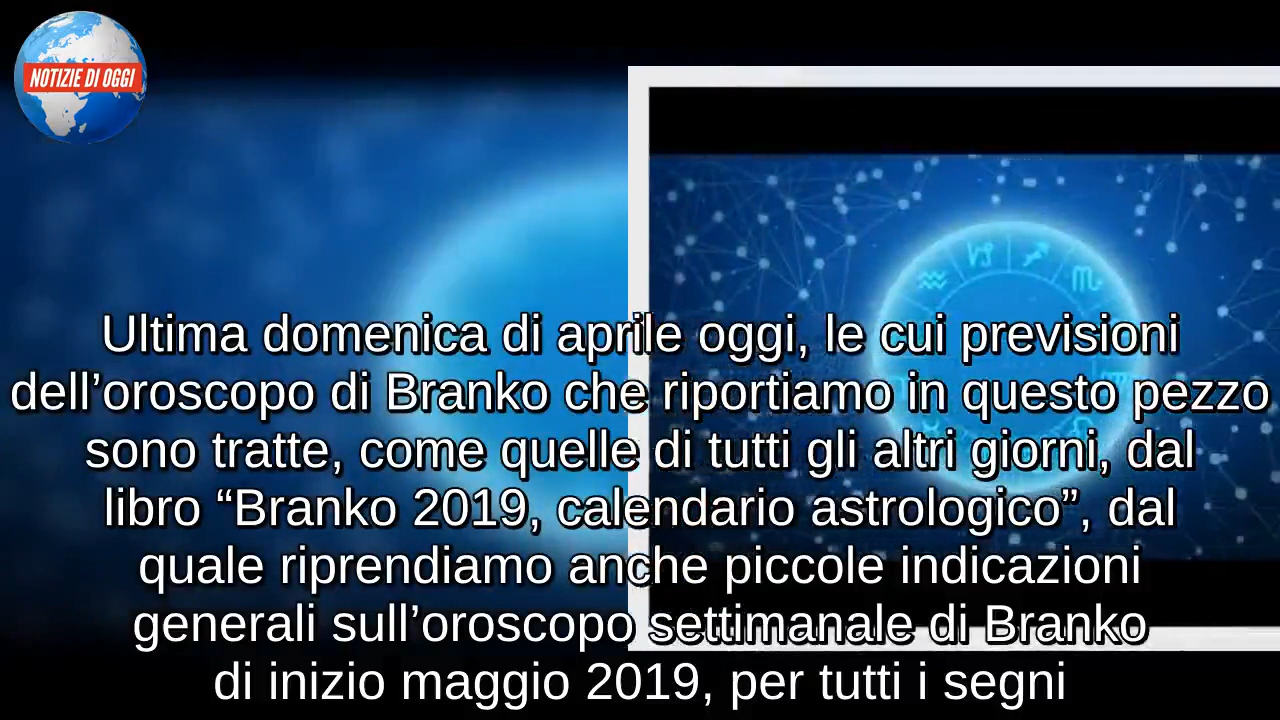 NOTIZIE DI OGGI
Ultima domenica di aprile oggi, le cui previsioni
dell’oroscopo di Branko che riportiamo in questo pezzo
sono tratte, come quelle di tutti gli altri giorni, dal
libro “Branko 2019, calendario astrologico”, dal
quale riprendiamo anche piccole indicazioni
generali sull’oroscopo settimanale di Branko
di inizio maggio 2019, per tutti i segni